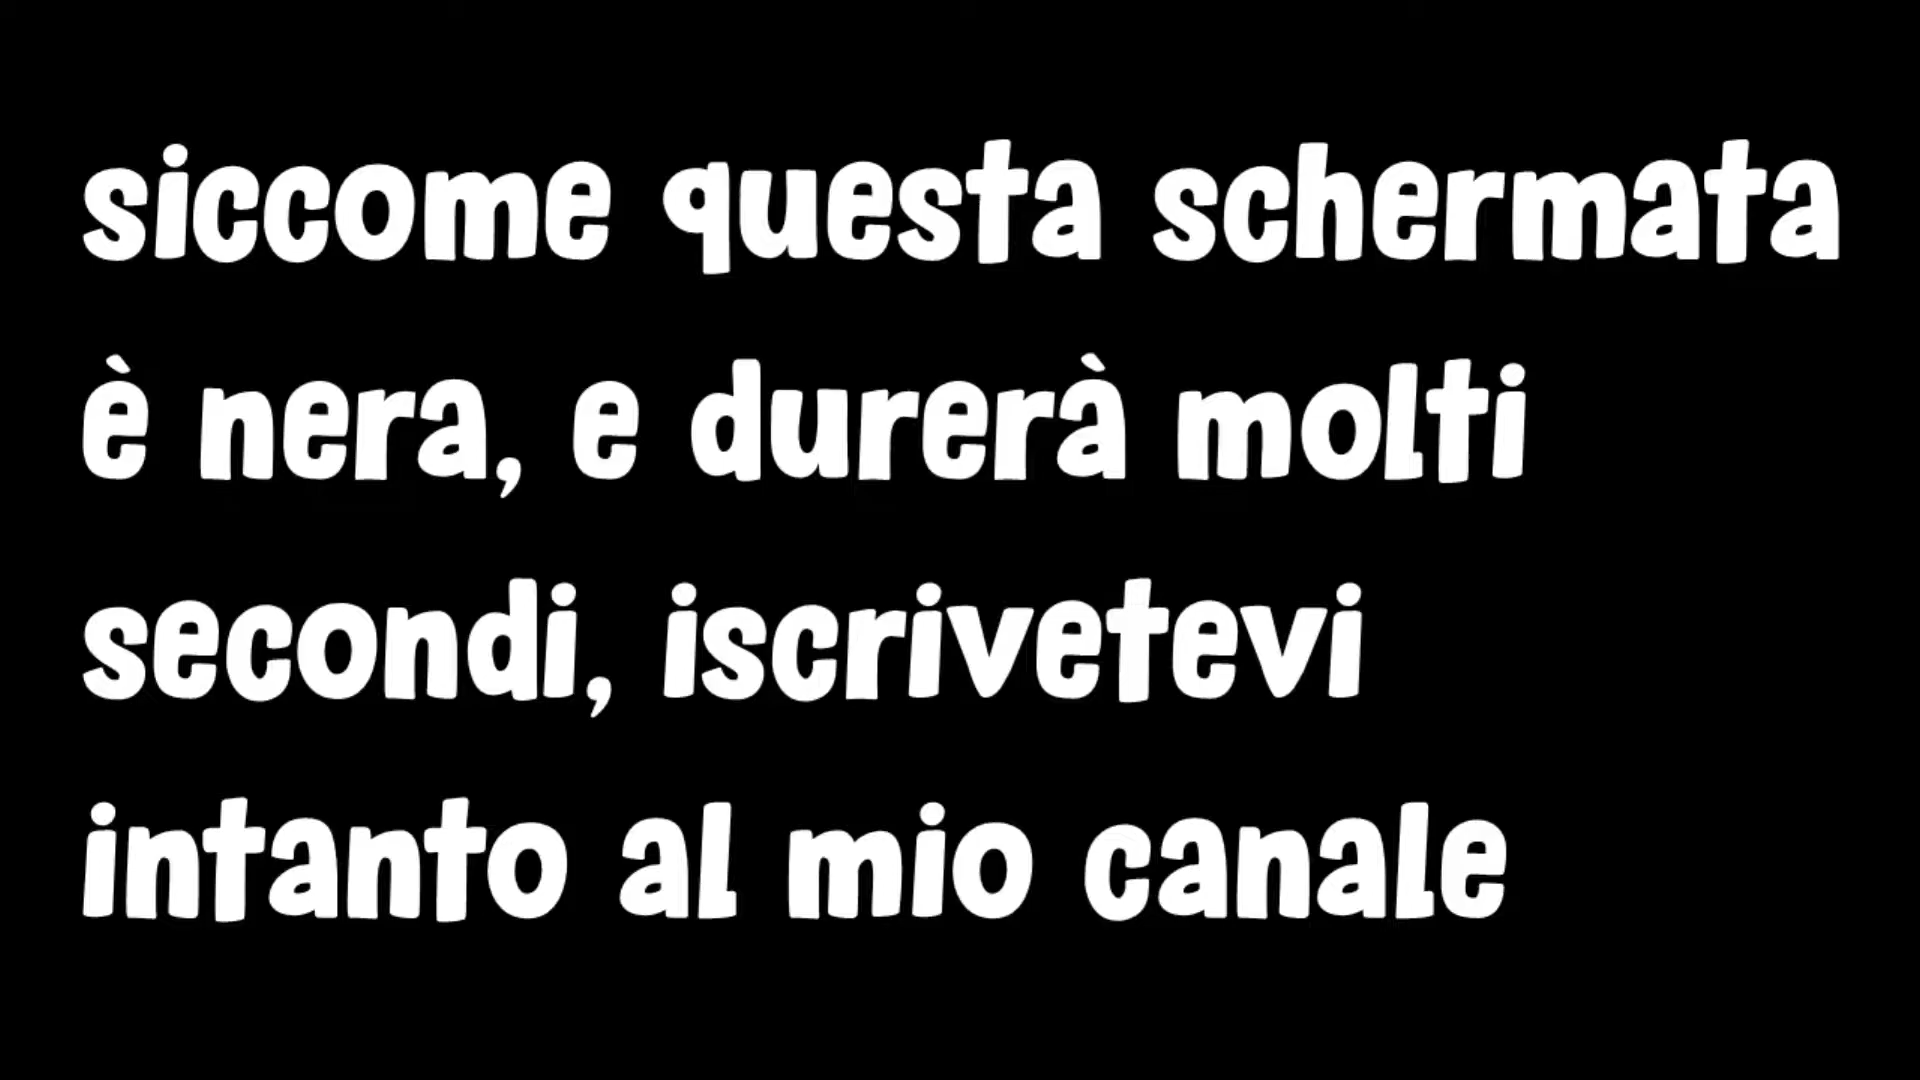 siccome questa schermata
è nera, e durerà molti
secondi, iscrivetevi
intanto al mio canale